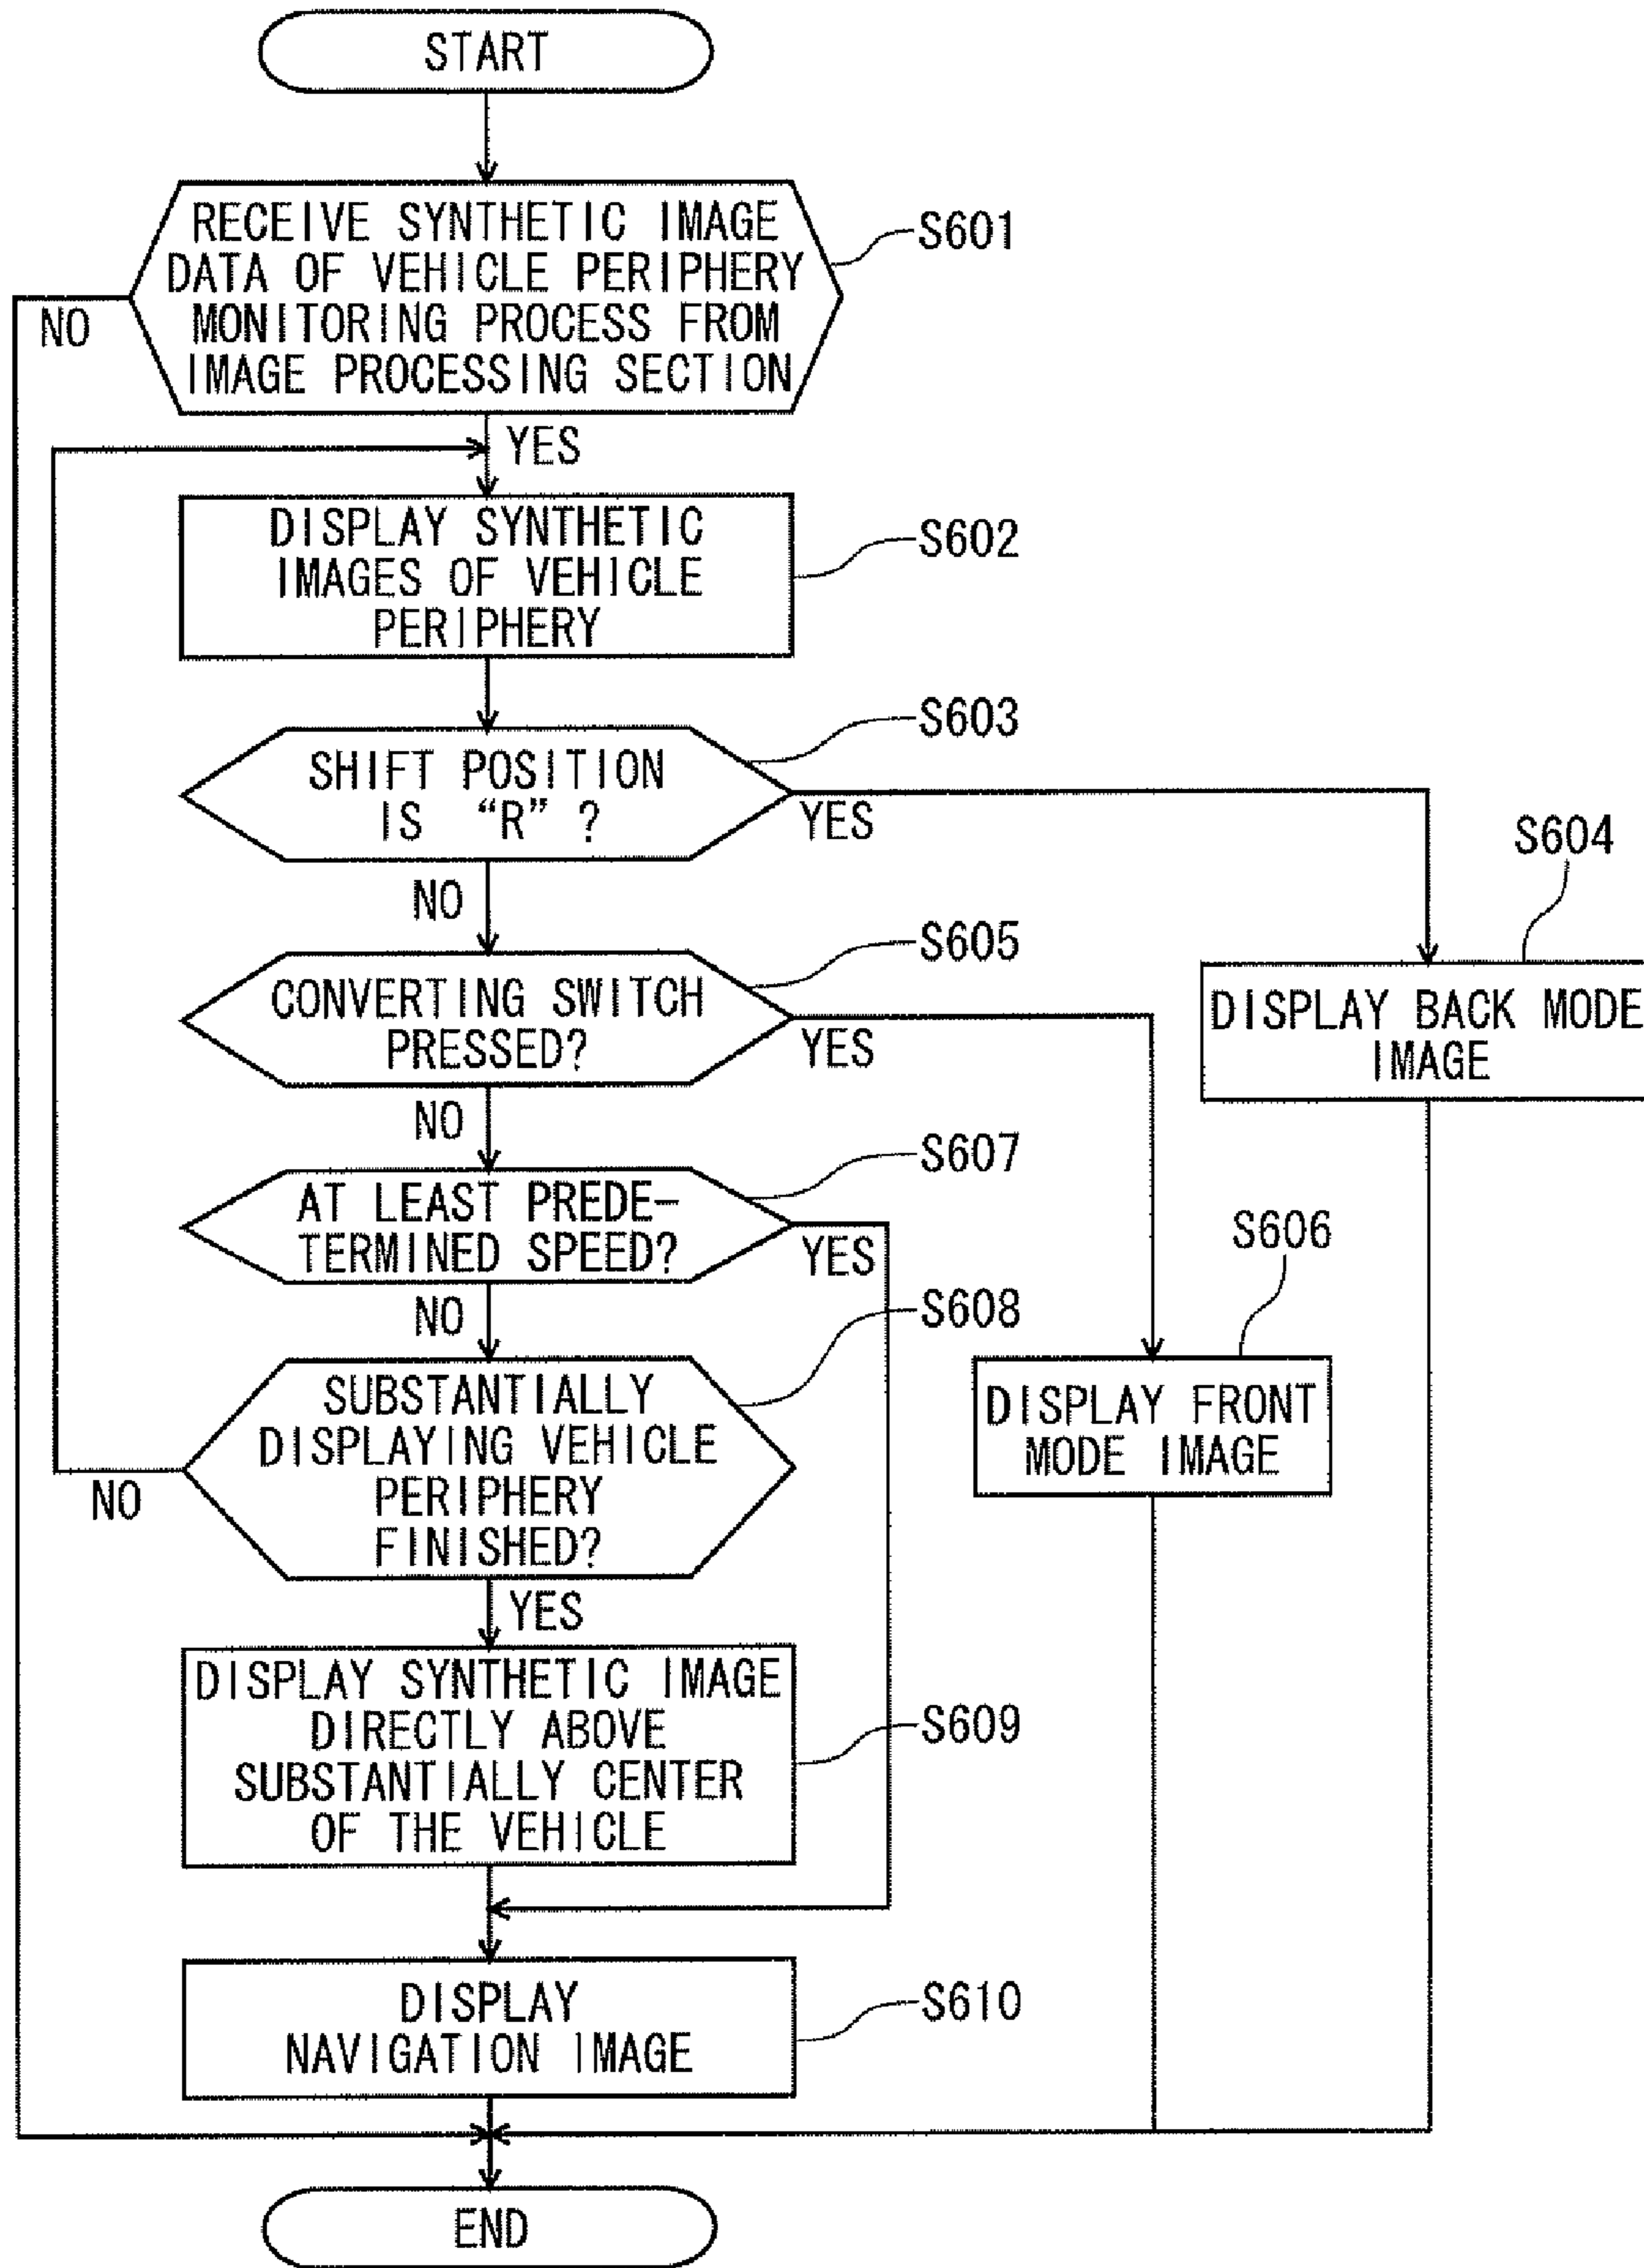 START
RECEIVE SYNTHETIC IMAGE
DATA OF VEHICLE PERIPHERY
MONITORING PROCESS FROM
IMAGE PROCESSING SECTION
S601
NO
YES
DISPLAY SYNTHETIC
IMAGES OF VEHICLE
PERIPHERY
S602
SHIFT POSITION
IS "R" ?
S603
YES
NO
S604
DISPLAY BACK MODE
IMAGE
CONVERTING SWITCH
PRESSED?
S605
YES
NO
AT LEAST PREDE-
TERMINED SPEED?
S607
YES
NO
S606
DISPLAY FRONT
MODE IMAGE
SUBSTANTIALLY
DISPLAYING VEHICLE
PERIPHERY
FINISHED?
S608
NO
YES
DISPLAY SYNTHETIC IMAGE
DIRECTLY ABOVE
SUBSTANTIALLY CENTER
OF THE VEHICLE
S609
DISPLAY
NAVIGATION IMAGE
S610
END